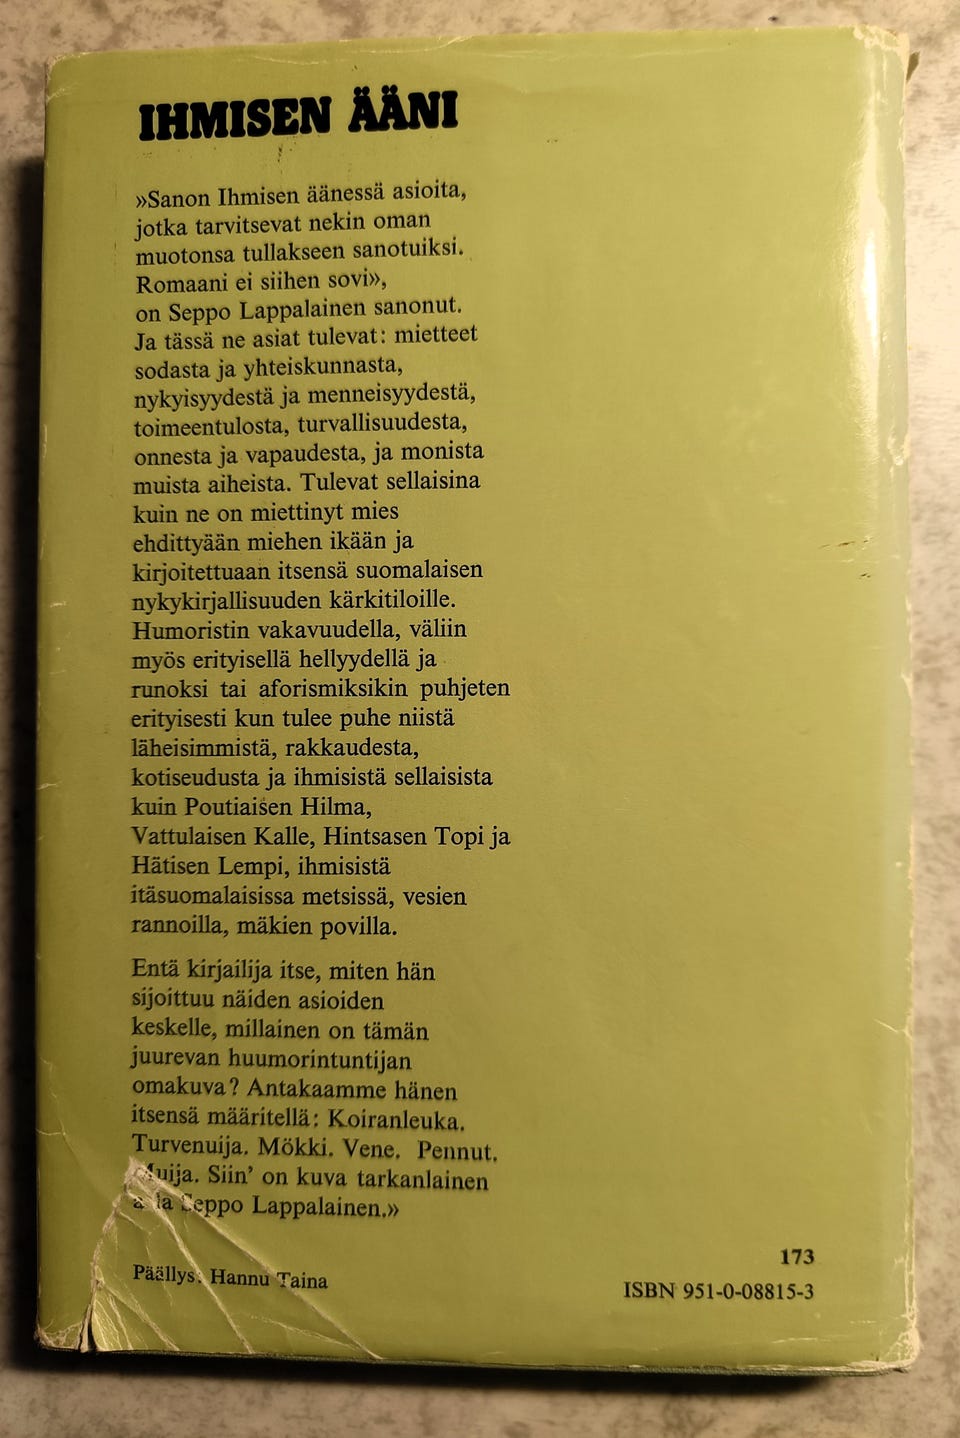 IHMISEN ÄÄNI
»Sanon Ihmisen äänessä asioita,
jotka tarvitsevat nekin oman
muotonsa tullakseen sanotuiksi.
Romaani ei siihen sovi»,
on Seppo Lappalainen sanonut.
Ja tässä ne asiat tulevat: mietteet
sodasta ja yhteiskunnasta,
nykyisyydestä ja menneisyydestä,
toimeentulosta, turvallisuudesta,
onnesta ja vapaudesta, ja monista
muista aiheista. Tulevat sellaisina
kuin ne on miettinyt mies
ehdittyään miehen ikään ja
kirjoitettuaan itsensä suomalaisen
nykykirjallisuuden kärkitiloille.
Humoristin vakavuudella, väliin
myös erityisellä hellyydellä ja
runoksi tai aforismiksikin puhjeten
erityisesti kun tulee puhe niistä
läheisimmistä, rakkaudesta,
kotiseudusta ja ihmisistä sellaisista
kuin Poutiaisen Hilma,
Vattulaisen Kalle, Hintsasen Topi ja
Hätisen Lempi, ihmisistä
itäsuomalaisissa metsissä, vesien
rannoilla, mäkien povilla.
Entä kirjailija itse, miten hän
sijoittuu näiden asioiden
keskelle, millainen on tämän
juurevan huumorintuntijan
omakuva? Antakaamme hänen
itsensä määritellä: Koiranleuka.
Turvenuija. Mökki. Vene. Pennut.
Muija. Siin' on kuva tarkanlainen
Seppo Lappalainen.»
Päällys: Hannu Taina
173
ISBN 951-0-08815-3